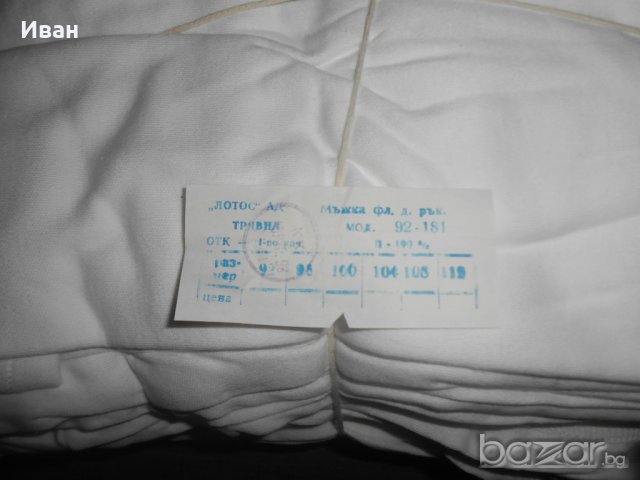 Иван
„ЛОТОС“ АД Мъжка фл. д. рък.
ТРЯВНА мод. 92-181
ОТК — I-во кач. П - 100 %
раз-мер 96 100 104 108 112
цена
bazar.bg